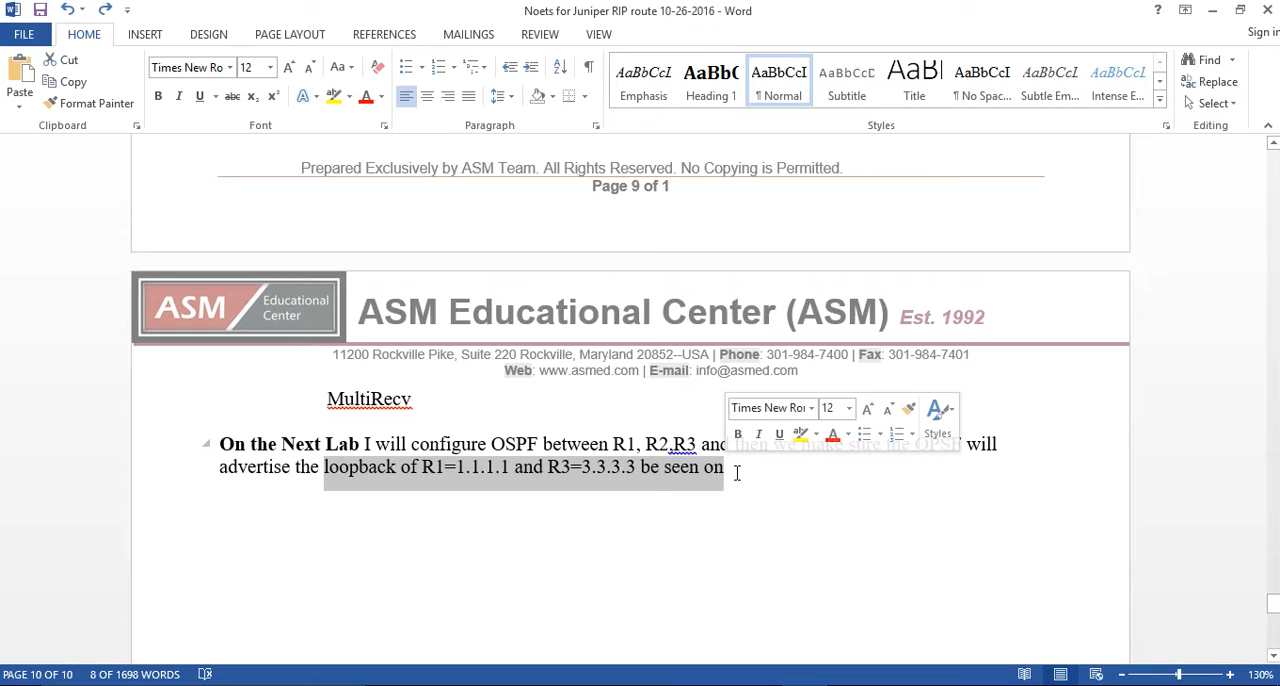 Noets for Juniper RIP route 10-26-2016 - Word
FILE HOME INSERT DESIGN PAGE LAYOUT REFERENCES MAILINGS REVIEW VIEW Sign in
Paste Cut Copy Format Painter
Clipboard
Times New Ro 12 Aa
B I U abc X2 X2 A A
Font
Paragraph
AaBbCcI Emphasis
AaBbC Heading 1
AaBbCcI ¶ Normal
AaBbCcD Subtitle
AaBl Title
AaBbCcI ¶ No Spac...
AaBbCcI Subtle Em...
AaBbCcI Intense E...
Styles
Find
Replace
Select
Editing
Prepared Exclusively by ASM Team. All Rights Reserved. No Copying is Permitted.
Page 9 of 1
ASM Educational Center
ASM Educational Center (ASM) Est. 1992
11200 Rockville Pike, Suite 220 Rockville, Maryland 20852--USA | Phone: 301-984-7400 | Fax: 301-984-7401
Web: www.asmed.com | E-mail: info@asmed.com
MultiRecv
Times New Ror 12 A A
B I U A Styles
On the Next Lab I will configure OSPF between R1, R2,R3 and then we make sure the OPSF will
advertise the loopback of R1=1.1.1.1 and R3=3.3.3.3 be seen on
PAGE 10 OF 10 8 OF 1698 WORDS 130%